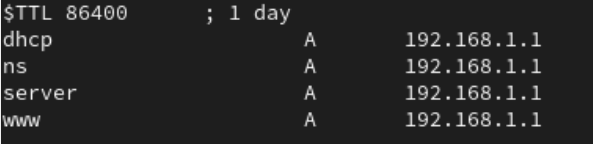 $TTL 86400 ; 1 day
dhcp A 192.168.1.1
ns A 192.168.1.1
server A 192.168.1.1
www A 192.168.1.1